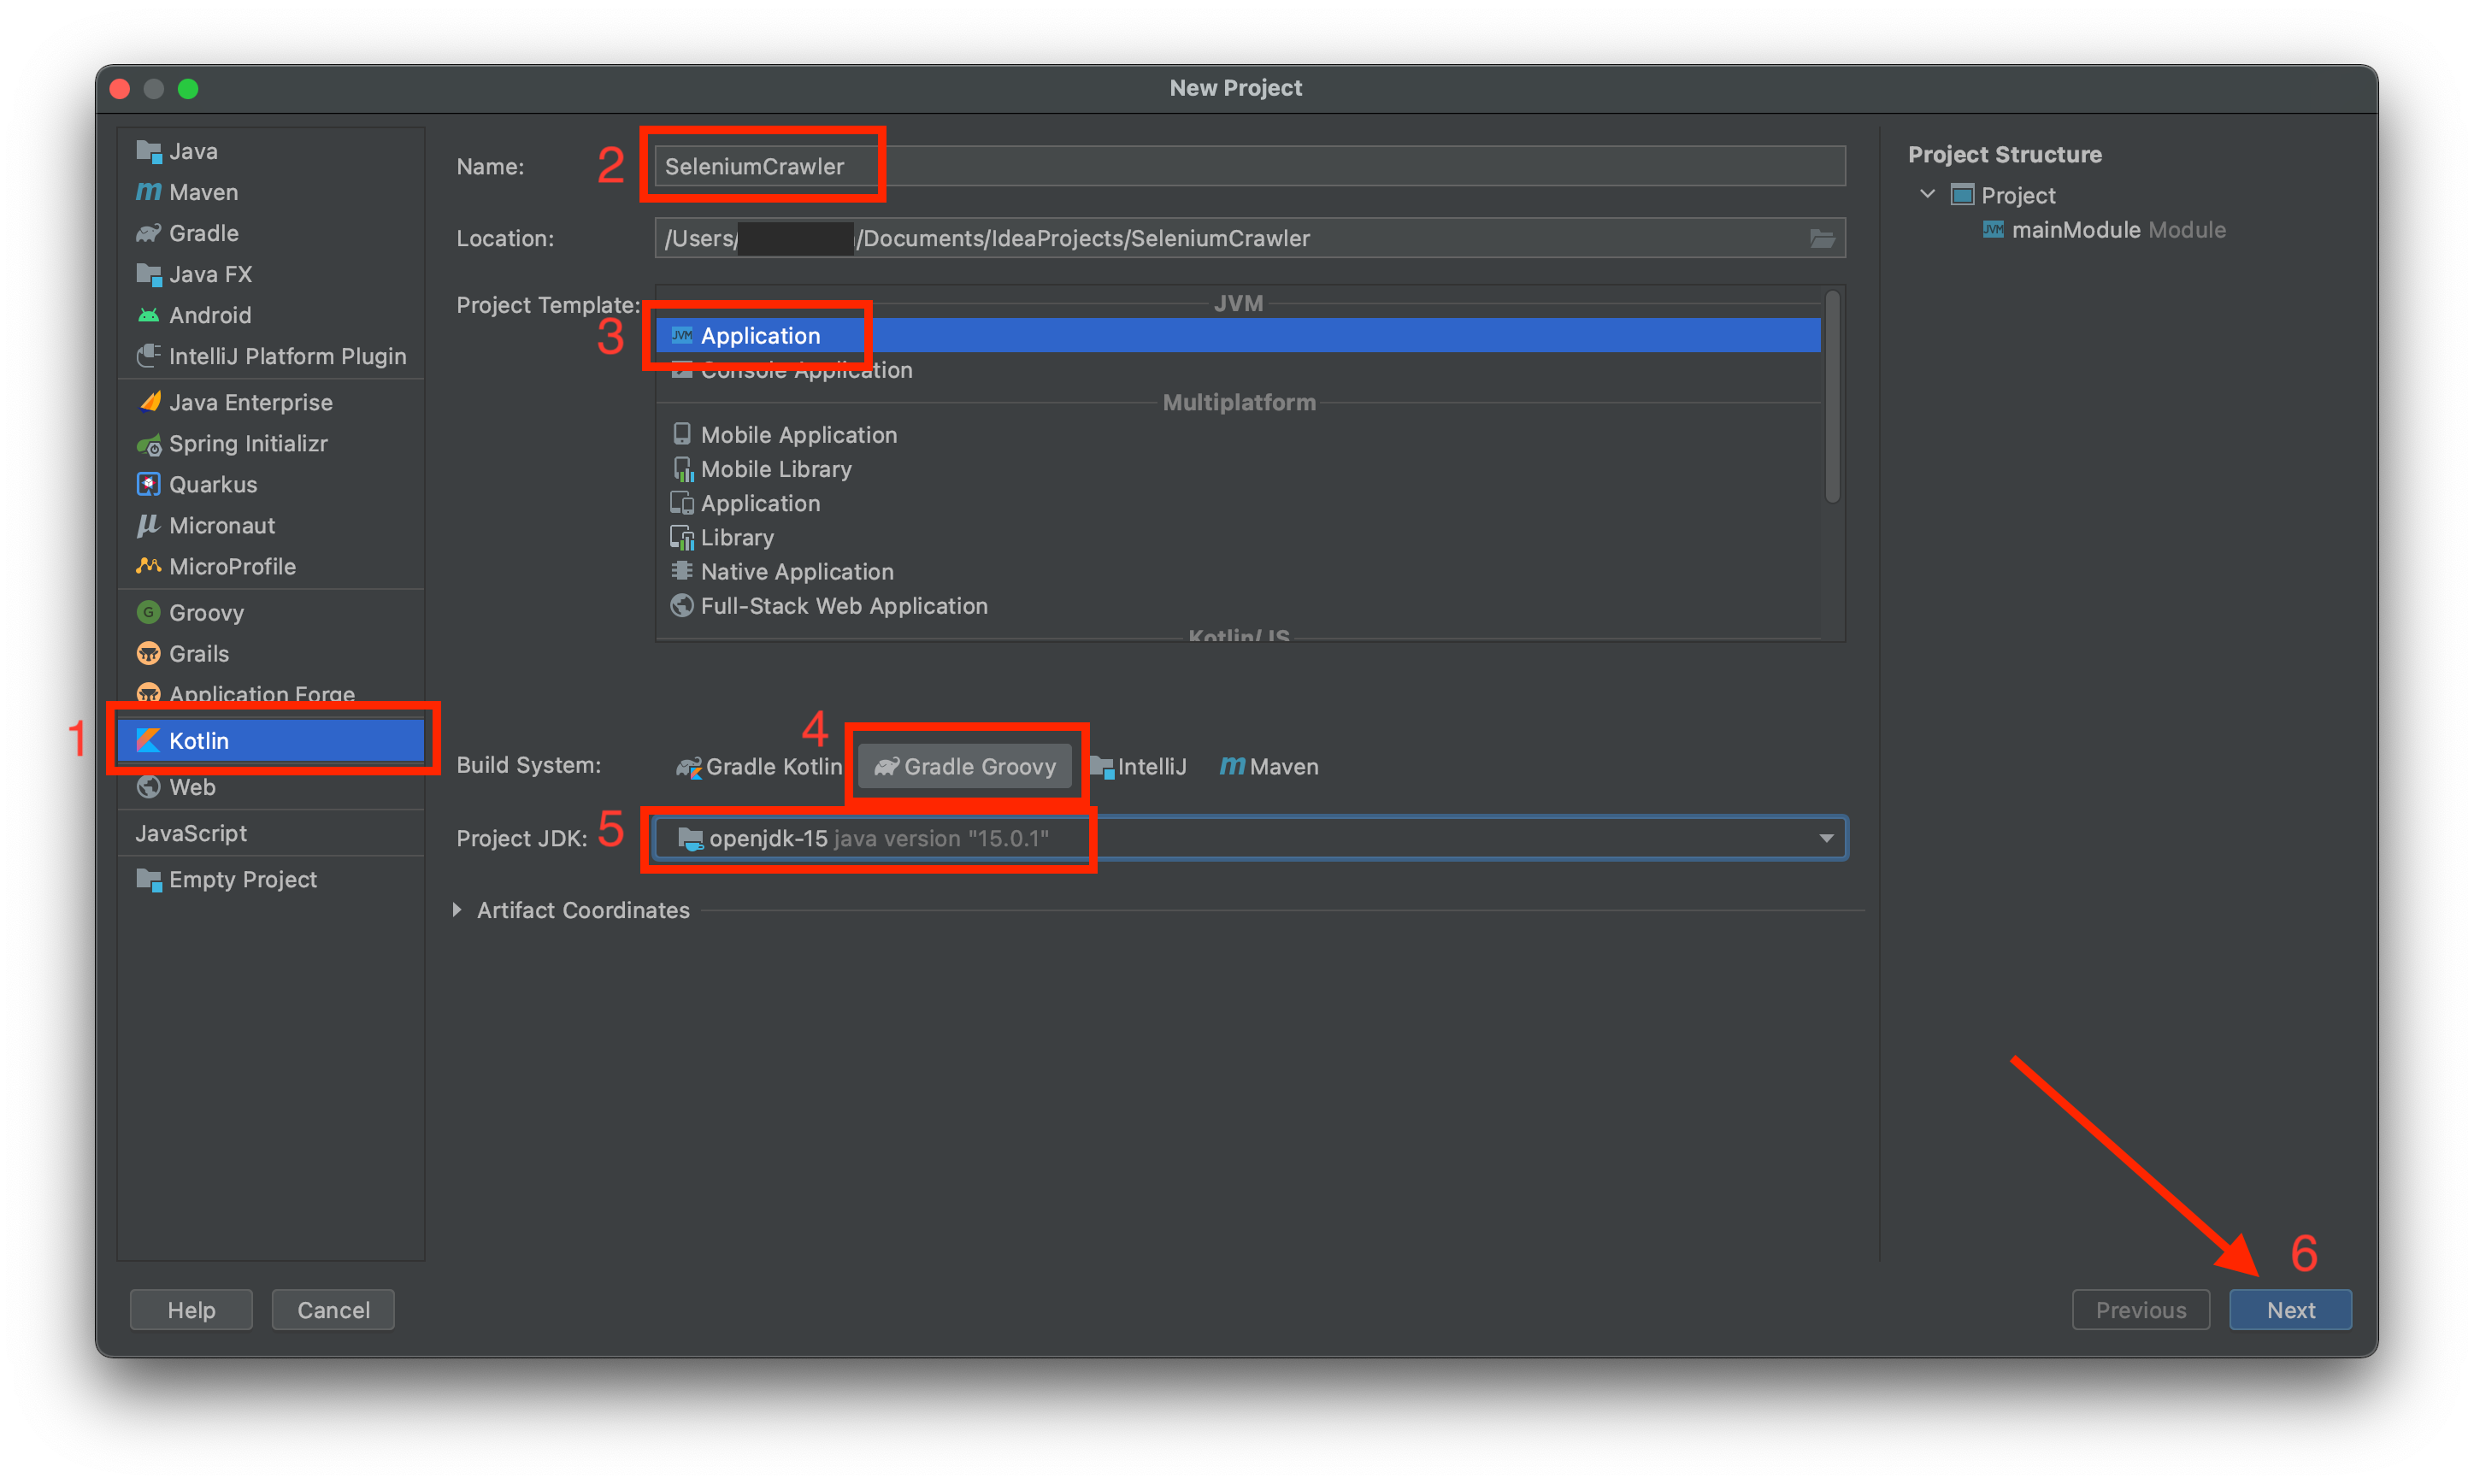 New Project
Java
Maven
Gradle
Java FX
Android
IntelliJ Platform Plugin
Java Enterprise
Spring Initializr
Quarkus
Micronaut
MicroProfile
Groovy
Grails
Application Forge
1
Kotlin
Web
JavaScript
Empty Project
Name: 2 SeleniumCrawler
Location: /Users/ /Documents/IdeaProjects/SeleniumCrawler
Project Template:
JVM
3 JVM Application
Console Application
Multiplatform
Mobile Application
Mobile Library
Application
Library
Native Application
Full-Stack Web Application
Kotlin/JS
4
Build System: Gradle Kotlin Gradle Groovy IntelliJ Maven
Project JDK: 5 openjdk-15 java version "15.0.1"
Artifact Coordinates
Project Structure
Project
JVM mainModule Module
6
Help Cancel Previous Next